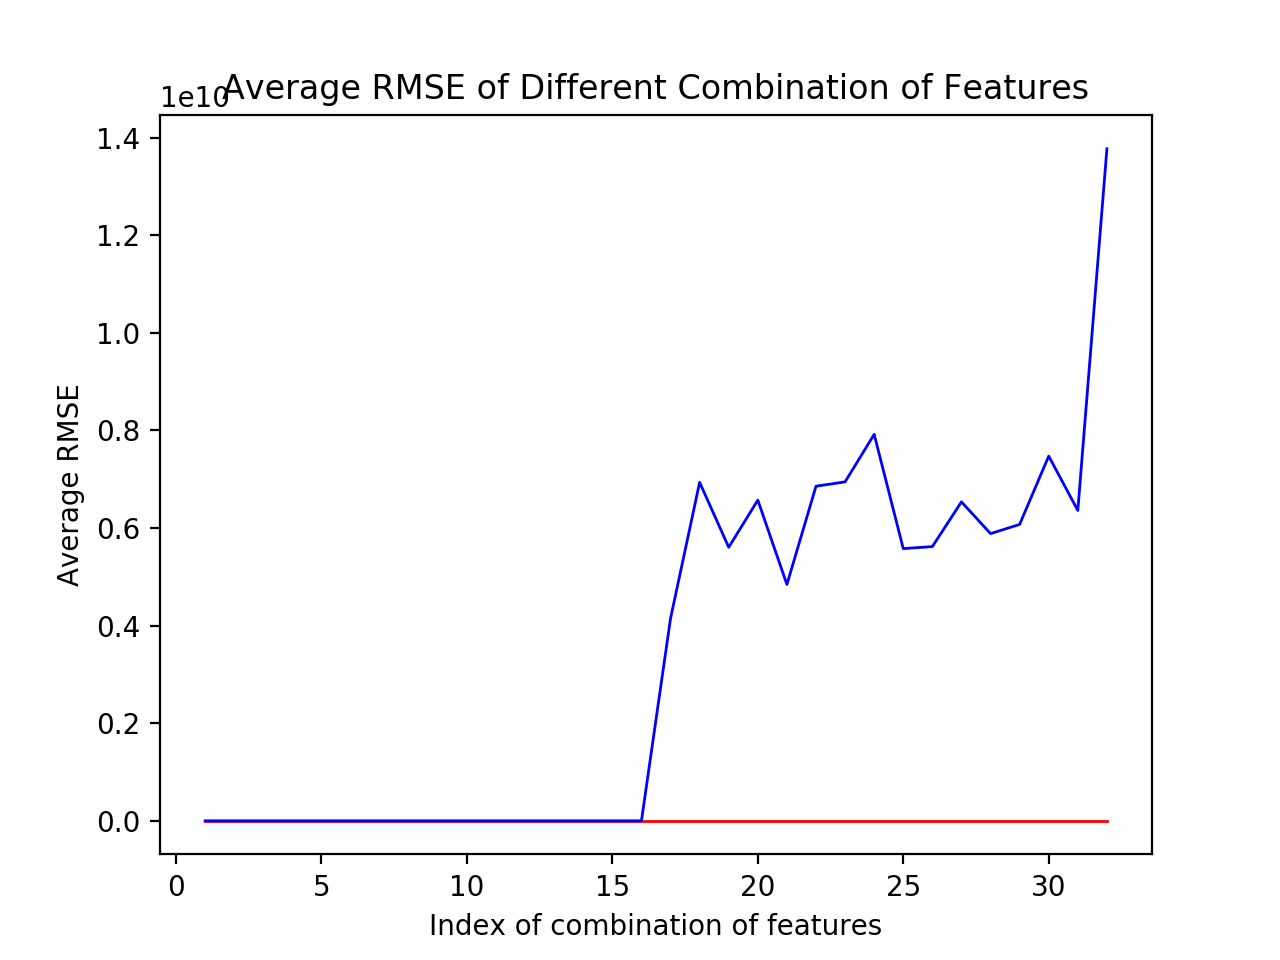 Average RMSE of Different Combination of Features
1e10
1.4
1.2
1.0
0.8
0.6
0.4
0.2
0.0
Average RMSE
0 5 10 15 20 25 30
Index of combination of features